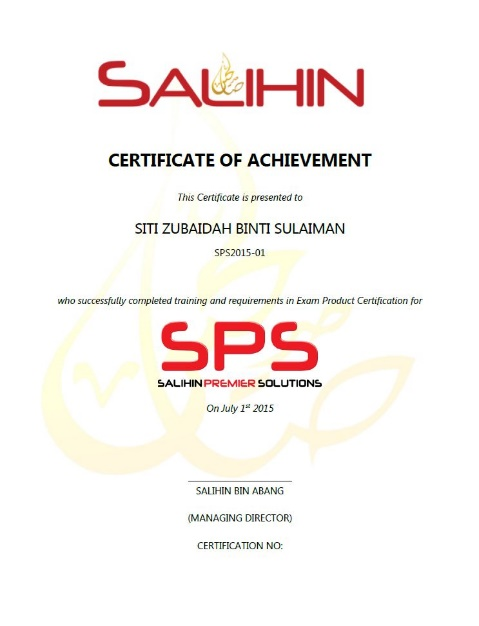 SALIHIN
CERTIFICATE OF ACHIEVEMENT
This Certificate is presented to
SITI ZUBAIDAH BINTI SULAIMAN
SPS2015-01
who successfully completed training and requirements in Exam Product Certification for
SPS
SALIHIN PREMIER SOLUTIONS
On July 1st 2015
SALIHIN BIN ABANG
(MANAGING DIRECTOR)
CERTIFICATION NO: